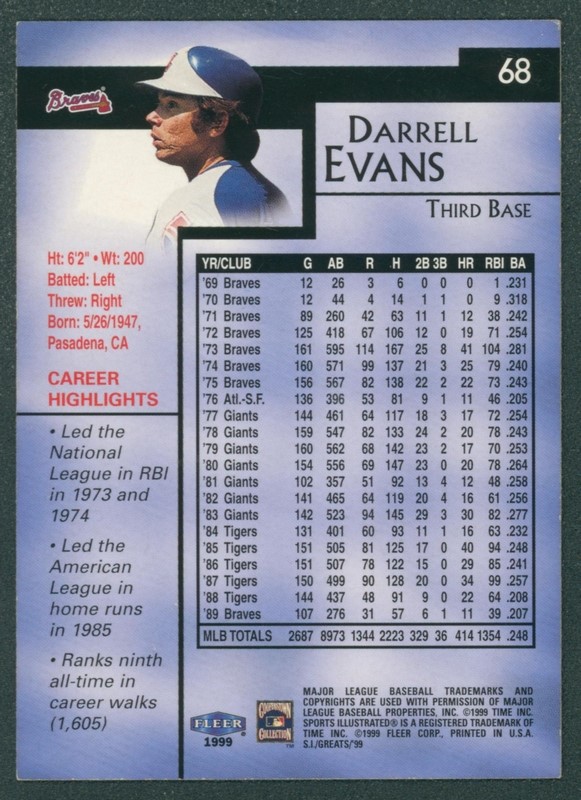 68
Braves
DARRELL
EVANS
THIRD BASE
Ht: 6'2" • Wt: 200
Batted: Left
Threw: Right
Born: 5/26/1947,
Pasadena, CA
CAREER
HIGHLIGHTS
• Led the
National
League in RBI
in 1973 and
1974
• Led the
American
League in
home runs
in 1985
• Ranks ninth
all-time in
career walks
(1,605)
YR/CLUB G AB R H 2B 3B HR RBI BA
'69 Braves 12 26 3 6 0 0 0 1 .231
'70 Braves 12 44 4 14 1 1 0 9 .318
'71 Braves 89 260 42 63 11 1 12 38 .242
'72 Braves 125 418 67 106 12 0 19 71 .254
'73 Braves 161 595 114 167 25 8 41 104 .281
'74 Braves 160 571 99 137 21 3 25 79 .240
'75 Braves 156 567 82 138 22 2 22 73 .243
'76 Atl.-S.F. 136 396 53 81 9 1 11 46 .205
'77 Giants 144 461 64 117 18 3 17 72 .254
'78 Giants 159 547 82 133 24 2 20 78 .243
'79 Giants 160 562 68 142 23 2 17 70 .253
'80 Giants 154 556 69 147 23 0 20 78 .264
'81 Giants 102 357 51 92 13 4 12 48 .258
'82 Giants 141 465 64 119 20 4 16 61 .256
'83 Giants 142 523 94 145 29 3 30 82 .277
'84 Tigers 131 401 60 93 11 1 16 63 .232
'85 Tigers 151 505 81 125 17 0 40 94 .248
'86 Tigers 151 507 78 122 15 0 29 85 .241
'87 Tigers 150 499 90 128 20 0 34 99 .257
'88 Tigers 144 437 48 91 9 0 22 64 .208
'89 Braves 107 276 31 57 6 1 11 39 .207
MLB TOTALS 2687 8973 1344 2223 329 36 414 1354 .248
FLEER
1999
COOPERSTOWN
COLLECTION
TM
MAJOR LEAGUE BASEBALL TRADEMARKS AND
COPYRIGHTS ARE USED WITH PERMISSION OF MAJOR
LEAGUE BASEBALL PROPERTIES, INC. ©1999 TIME INC.
SPORTS ILLUSTRATED® IS A REGISTERED TRADEMARK OF
TIME INC. ©1999 FLEER CORP., PRINTED IN U.S.A.
S.I./GREATS/'99